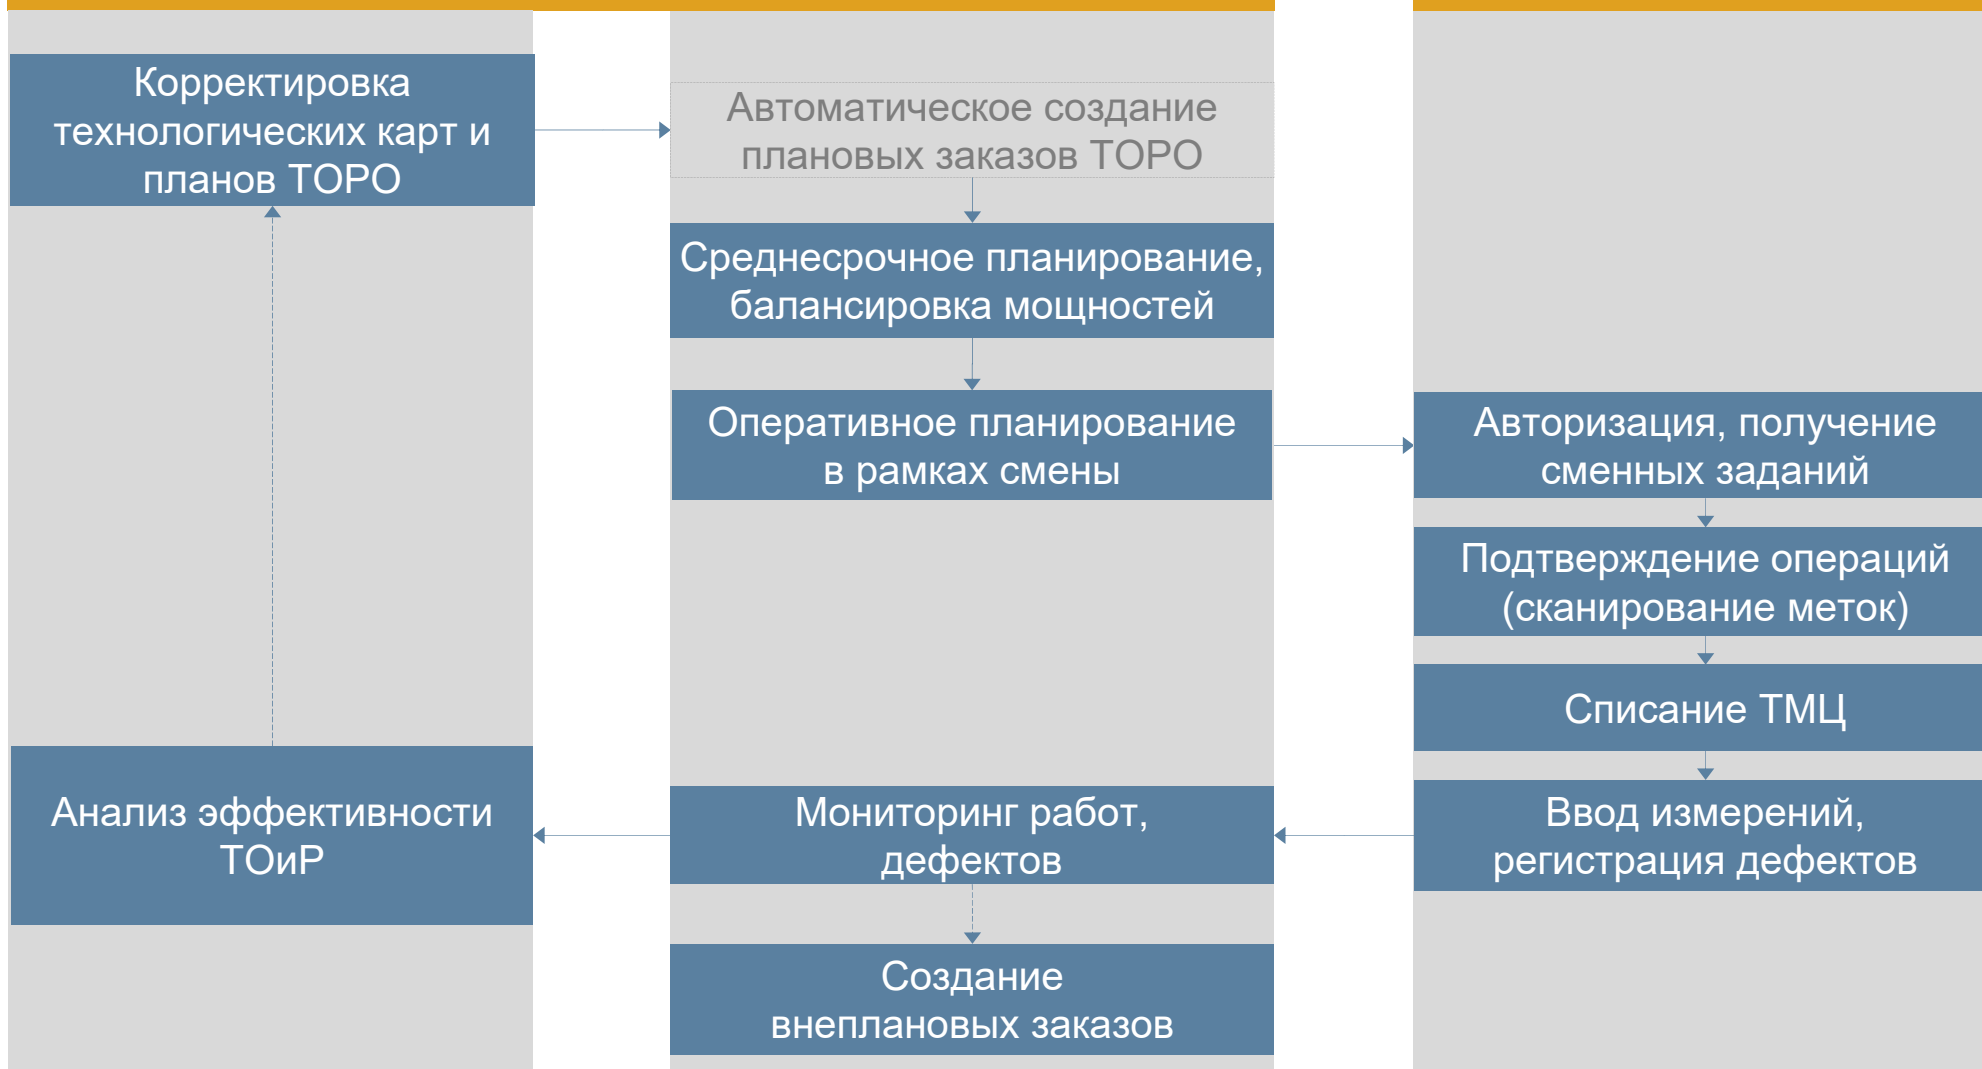 Корректировка
технологических карт и
планов ТОРО
Автоматическое создание
плановых заказов ТОРО
Среднесрочное планирование,
балансировка мощностей
Оперативное планирование
в рамках смены
Авторизация, получение
сменных заданий
Подтверждение операций
(сканирование меток)
Списание ТМЦ
Ввод измерений,
регистрация дефектов
Мониторинг работ,
дефектов
Анализ эффективности
ТОиР
Создание
внеплановых заказов